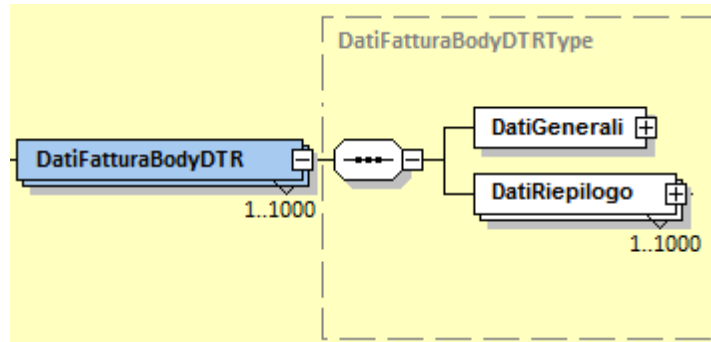 DatiFatturaBodyDTRType
DatiFatturaBodyDTR
1..1000
DatiGenerali
DatiRiepilogo
1..1000